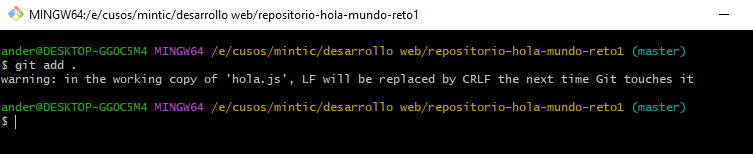 MINGW64:/e/cusos/mintic/desarrollo web/repositorio-hola-mundo-reto1
ander@DESKTOP-GGOC5M4 MINGW64 /e/cusos/mintic/desarrollo web/repositorio-hola-mundo-reto1 (master)
$ git add .
warning: in the working copy of 'hola.js', LF will be replaced by CRLF the next time Git touches it
ander@DESKTOP-GGOC5M4 MINGW64 /e/cusos/mintic/desarrollo web/repositorio-hola-mundo-reto1 (master)
$